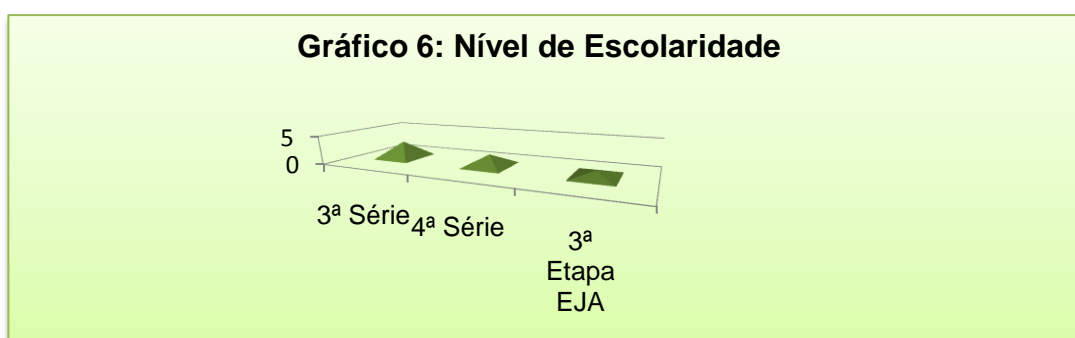 Gráfico 6: Nível de Escolaridade
5
0
3ª Série
4ª Série
3ª
Etapa
EJA